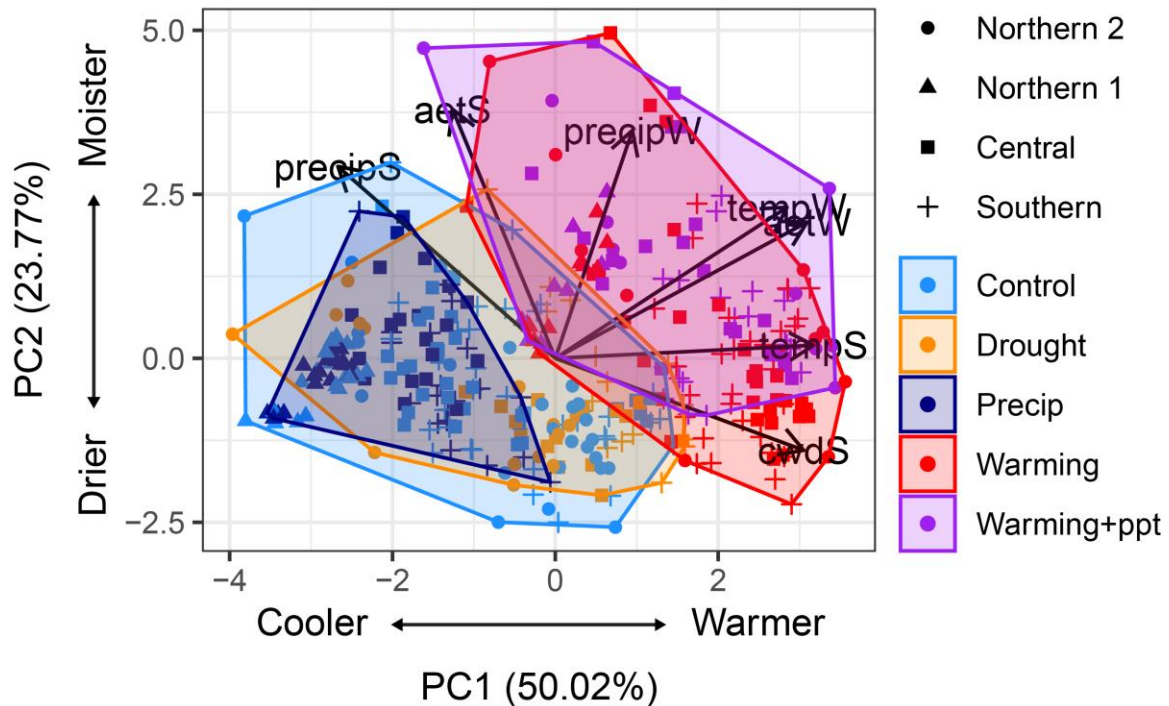 5.0
2.5
0.0
−2.5
PC2 (23.77%)
Moister
Drier
aetS
precipS
precipW
tempW
aetW
tempS
cwdS
−4
−2
0
2
Cooler
Warmer
PC1 (50.02%)
Northern 2
Northern 1
Central
Southern
Control
Drought
Precip
Warming
Warming+ppt